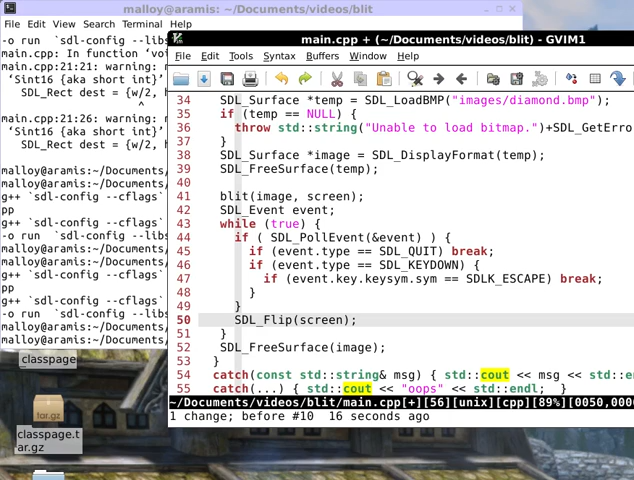 malloy@aramis: ~/Documents/videos/blit
File Edit View Search Terminal Help
-o run `sdl-config --libs
main.cpp: In function 'vo
main.cpp:21:21: warning: n
'Sint16 {aka short int}'
SDL_Rect dest = {w/2, h
^
main.cpp:21:26: warning: n
'Sint16 {aka short int}'
SDL_Rect dest = {w/2, h
malloy@aramis:~/Documents/
g++ `sdl-config --cflags`
pp
g++ `sdl-config --cflags`
-o run `sdl-config --libs
malloy@aramis:~/Documents/
malloy@aramis:~/Documents/
g++ `sdl-config --cflags`
pp
g++ `sdl-config --cflags`
-o run `sdl-config --libs
malloy@aramis:~/Documents/
malloy@aramis:~/Documents/
main.cpp + (~/Documents/videos/blit) - GVIM1
File Edit Tools Syntax Buffers Window Help
34 SDL_Surface *temp = SDL_LoadBMP("images/diamond.bmp");
35 if (temp == NULL) {
36 throw std::string("Unable to load bitmap.")+SDL_GetErro
37 }
38 SDL_Surface *image = SDL_DisplayFormat(temp);
39 SDL_FreeSurface(temp);
40
41 blit(image, screen);
42 SDL_Event event;
43 while (true) {
44 if ( SDL_PollEvent(&event) ) {
45 if (event.type == SDL_QUIT) break;
46 if (event.type == SDL_KEYDOWN) {
47 if (event.key.keysym.sym == SDLK_ESCAPE) break;
48 }
49 }
50 SDL_Flip(screen);
51 }
52 SDL_FreeSurface(image);
53 }
54 catch(const std::string& msg) { std::cout << msg << std::e
55 catch(...) { std::cout << "oops" << std::endl; }
~/Documents/videos/blit/main.cpp[+][56][unix][cpp][89%][0050,000
1 change; before #10 16 seconds ago
classpage
tar.gz
classpage.t
ar.gz